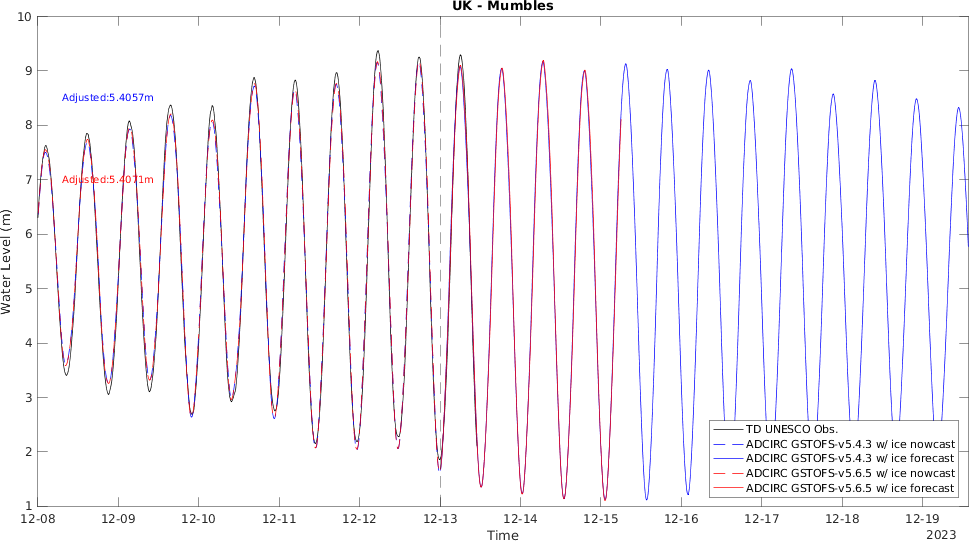 UK - Mumbles
10
9
8
7
6
5
4
3
2
1
Water Level (m)
Adjusted:5.4057m
Adjusted:5.4071m
TD UNESCO Obs.
ADCIRC GSTOFS-v5.4.3 w/ ice nowcast
ADCIRC GSTOFS-v5.4.3 w/ ice forecast
ADCIRC GSTOFS-v5.6.5 w/ ice nowcast
ADCIRC GSTOFS-v5.6.5 w/ ice forecast
12-08 12-09 12-10 12-11 12-12 12-13 12-14 12-15 12-16 12-17 12-18 12-19
2023
Time